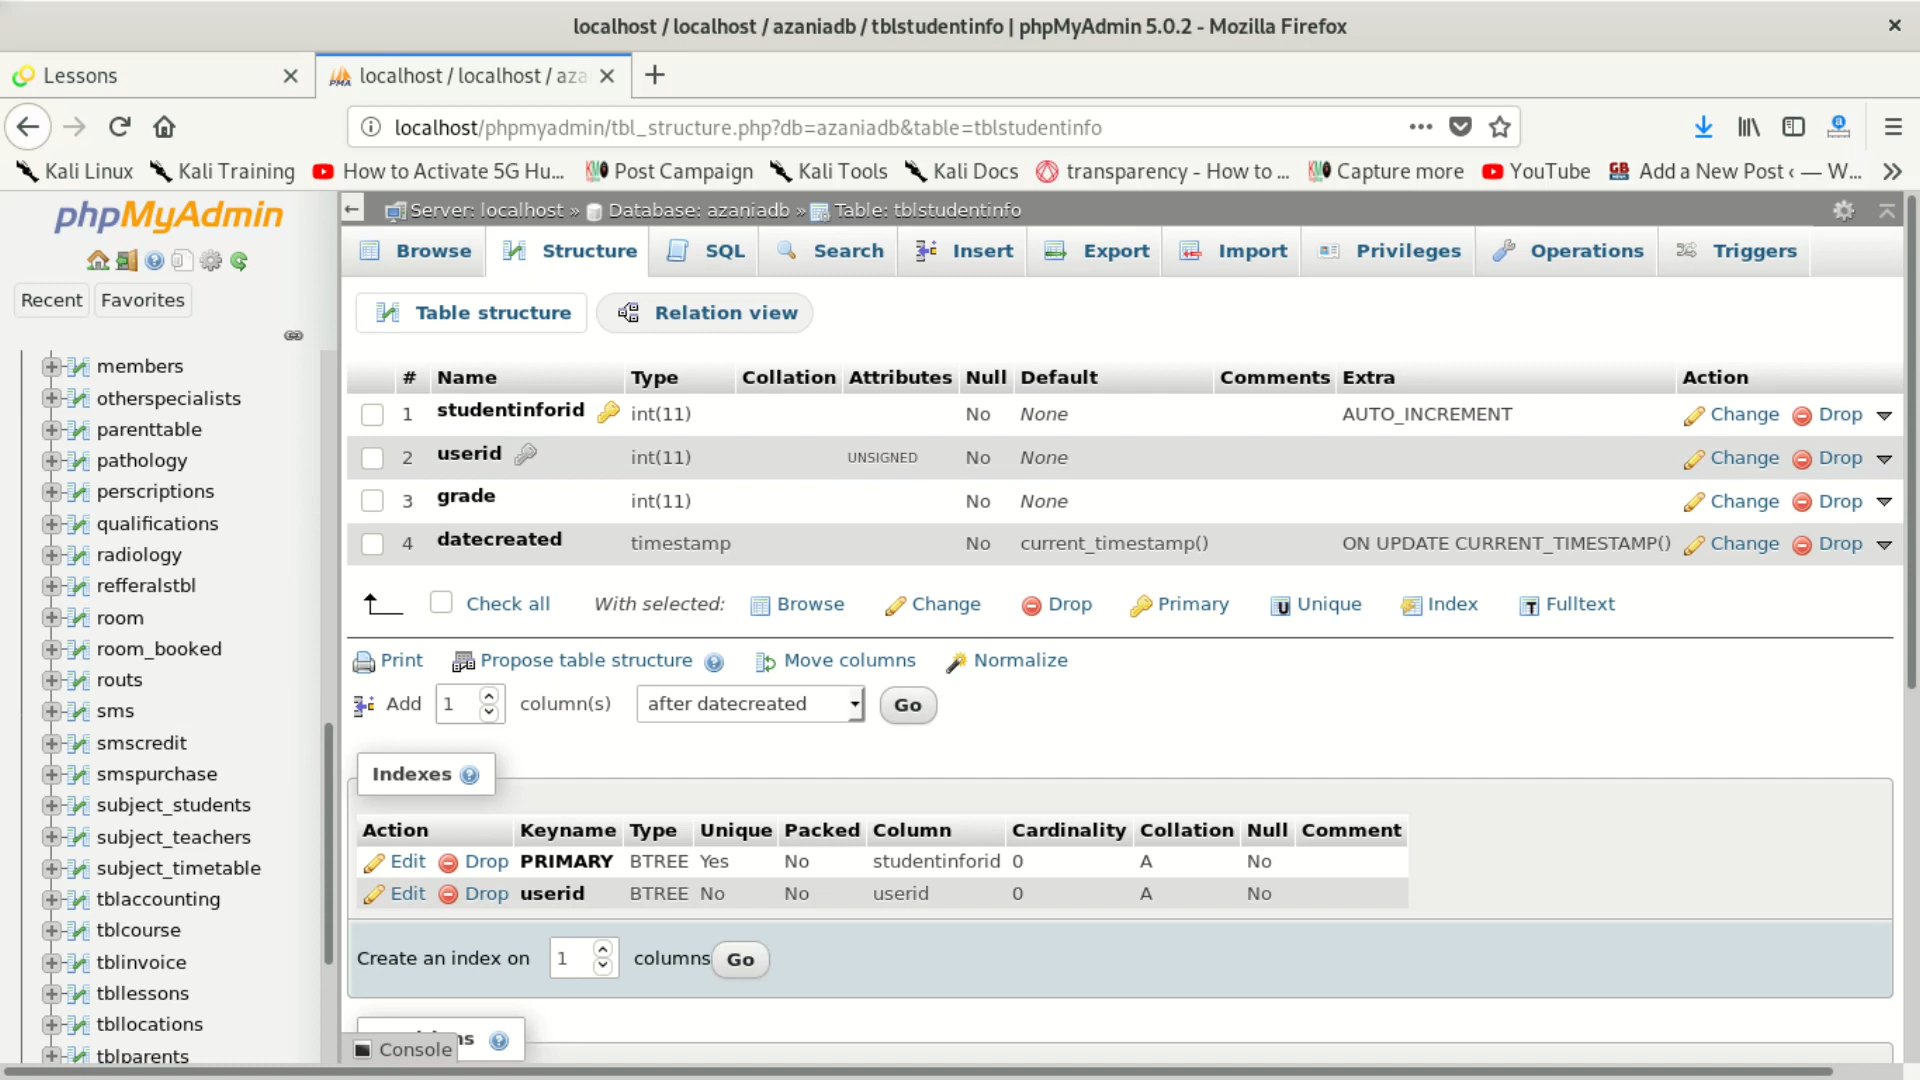 localhost / localhost / azaniadb / tblstudentinfo | phpMyAdmin 5.0.2 - Mozilla Firefox
Lessons
localhost / localhost / aza
localhost/phpmyadmin/tbl_structure.php?db=azaniadb&table=tblstudentinfo
Kali Linux Kali Training How to Activate 5G Hu... Post Campaign Kali Tools Kali Docs transparency - How to ... Capture more YouTube Add a New Post ‹ — W...
phpMyAdmin
Recent Favorites
members
otherspecialists
parenttable
pathology
perscriptions
qualifications
radiology
refferalstbl
room
room_booked
routs
sms
smscredit
smspurchase
subject_students
subject_teachers
subject_timetable
tblaccounting
tblcourse
tblinvoice
tbllessons
tbllocations
tblparents
Server: localhost » Database: azaniadb » Table: tblstudentinfo
Browse Structure SQL Search Insert Export Import Privileges Operations Triggers
Table structure Relation view
# Name Type Collation Attributes Null Default Comments Extra Action
1 studentinforid int(11) No None AUTO_INCREMENT Change Drop
2 userid int(11) UNSIGNED No None Change Drop
3 grade int(11) No None Change Drop
4 datecreated timestamp No current_timestamp() ON UPDATE CURRENT_TIMESTAMP() Change Drop
Check all With selected: Browse Change Drop Primary Unique Index Fulltext
Print Propose table structure Move columns Normalize
Add 1 column(s) after datecreated Go
Indexes
Action Keyname Type Unique Packed Column Cardinality Collation Null Comment
Edit Drop PRIMARY BTREE Yes No studentinforid 0 A No
Edit Drop userid BTREE No No userid 0 A No
Create an index on 1 columns Go
Console